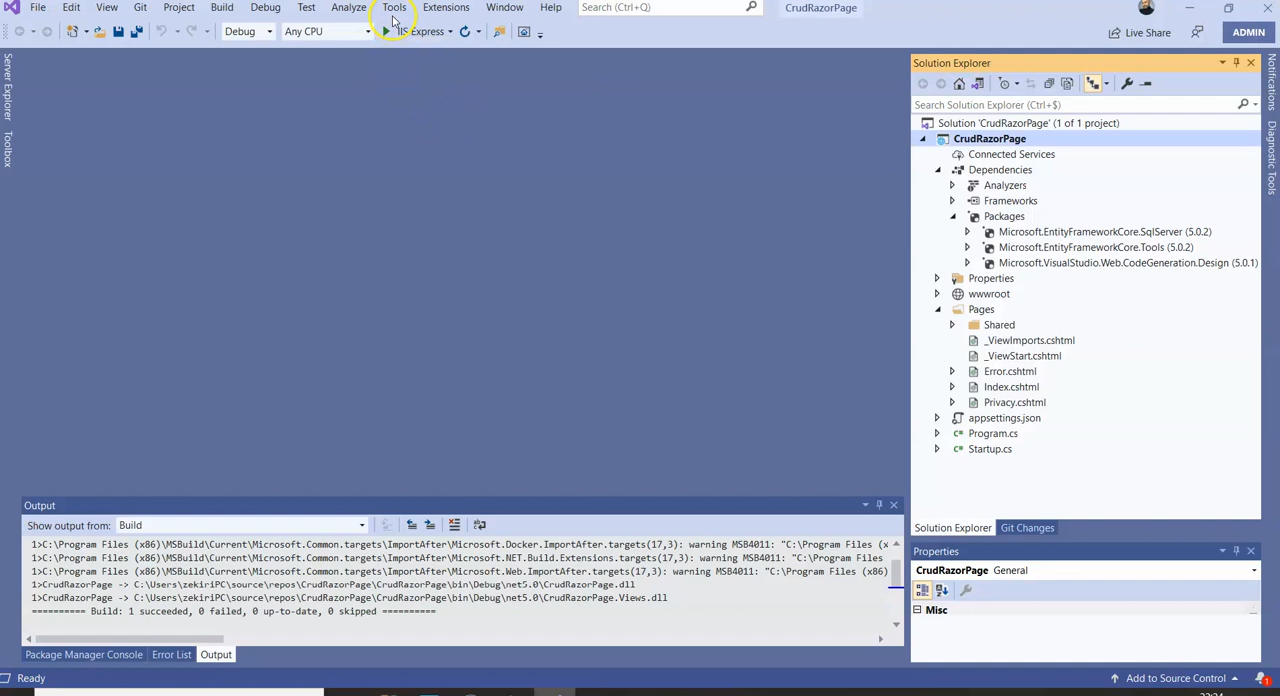 File Edit View Git Project Build Debug Test Analyze Tools Extensions Window Help Search (Ctrl+Q) CrudRazorPage
Debug Any CPU IIS Express Live Share ADMIN
Server Explorer
Toolbox
Solution Explorer
Search Solution Explorer (Ctrl+$)
Solution 'CrudRazorPage' (1 of 1 project)
CrudRazorPage
Connected Services
Dependencies
Analyzers
Frameworks
Packages
Microsoft.EntityFrameworkCore.SqlServer (5.0.2)
Microsoft.EntityFrameworkCore.Tools (5.0.2)
Microsoft.VisualStudio.Web.CodeGeneration.Design (5.0.1)
Properties
wwwroot
Pages
Shared
_ViewImports.cshtml
_ViewStart.cshtml
Error.cshtml
Index.cshtml
Privacy.cshtml
appsettings.json
Program.cs
Startup.cs
Solution Explorer Git Changes
Notifications
Diagnostic Tools
Output
Show output from: Build
1>C:\Program Files (x86)\MSBuild\Current\Microsoft.Common.targets\ImportAfter\Microsoft.Docker.ImportAfter.targets(17,3): warning MSB4011: "C:\Program Files (x
1>C:\Program Files (x86)\MSBuild\Current\Microsoft.Common.targets\ImportAfter\Microsoft.NET.Build.Extensions.targets(17,3): warning MSB4011: "C:\Program Files
1>C:\Program Files (x86)\MSBuild\Current\Microsoft.Common.targets\ImportAfter\Microsoft.Web.ImportAfter.targets(17,3): warning MSB4011: "C:\Program Files (x86)
1>CrudRazorPage -> C:\Users\zekiriPC\source\repos\CrudRazorPage\CrudRazorPage\bin\Debug\net5.0\CrudRazorPage.dll
1>CrudRazorPage -> C:\Users\zekiriPC\source\repos\CrudRazorPage\CrudRazorPage\bin\Debug\net5.0\CrudRazorPage.Views.dll
========== Build: 1 succeeded, 0 failed, 0 up-to-date, 0 skipped ==========
Package Manager Console Error List Output
Properties
CrudRazorPage General
Misc
Ready Add to Source Control 1